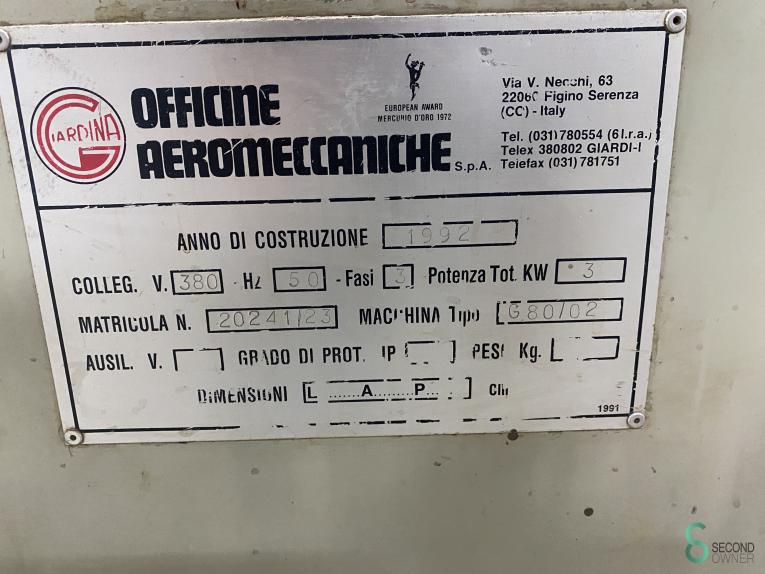 GIARDINA
OFFICINE
AEROMECCANICHE S.p.A.
EUROPEAN AWARD
MERCURIO D'ORO 1972
Via V. Necchi, 63
22060 Figino Serenza
(CO) - Italy
Tel. (031) 780554 (6 l.r.a.)
Telex 380802 GIARDI-I
Telefax (031) 781751
ANNO DI COSTRUZIONE 1992
COLLEG. V. 380 - Hz 50 - Fasi 3 Potenza Tot. KW 3
MATRICOLA N. 20241/23 MACCHINA Tipo G80/02
AUSIL. V. GRADO DI PROT. IP PESO Kg.
DIMENSIONI L.......A.........P... Cm
1991
SECOND
OWNER